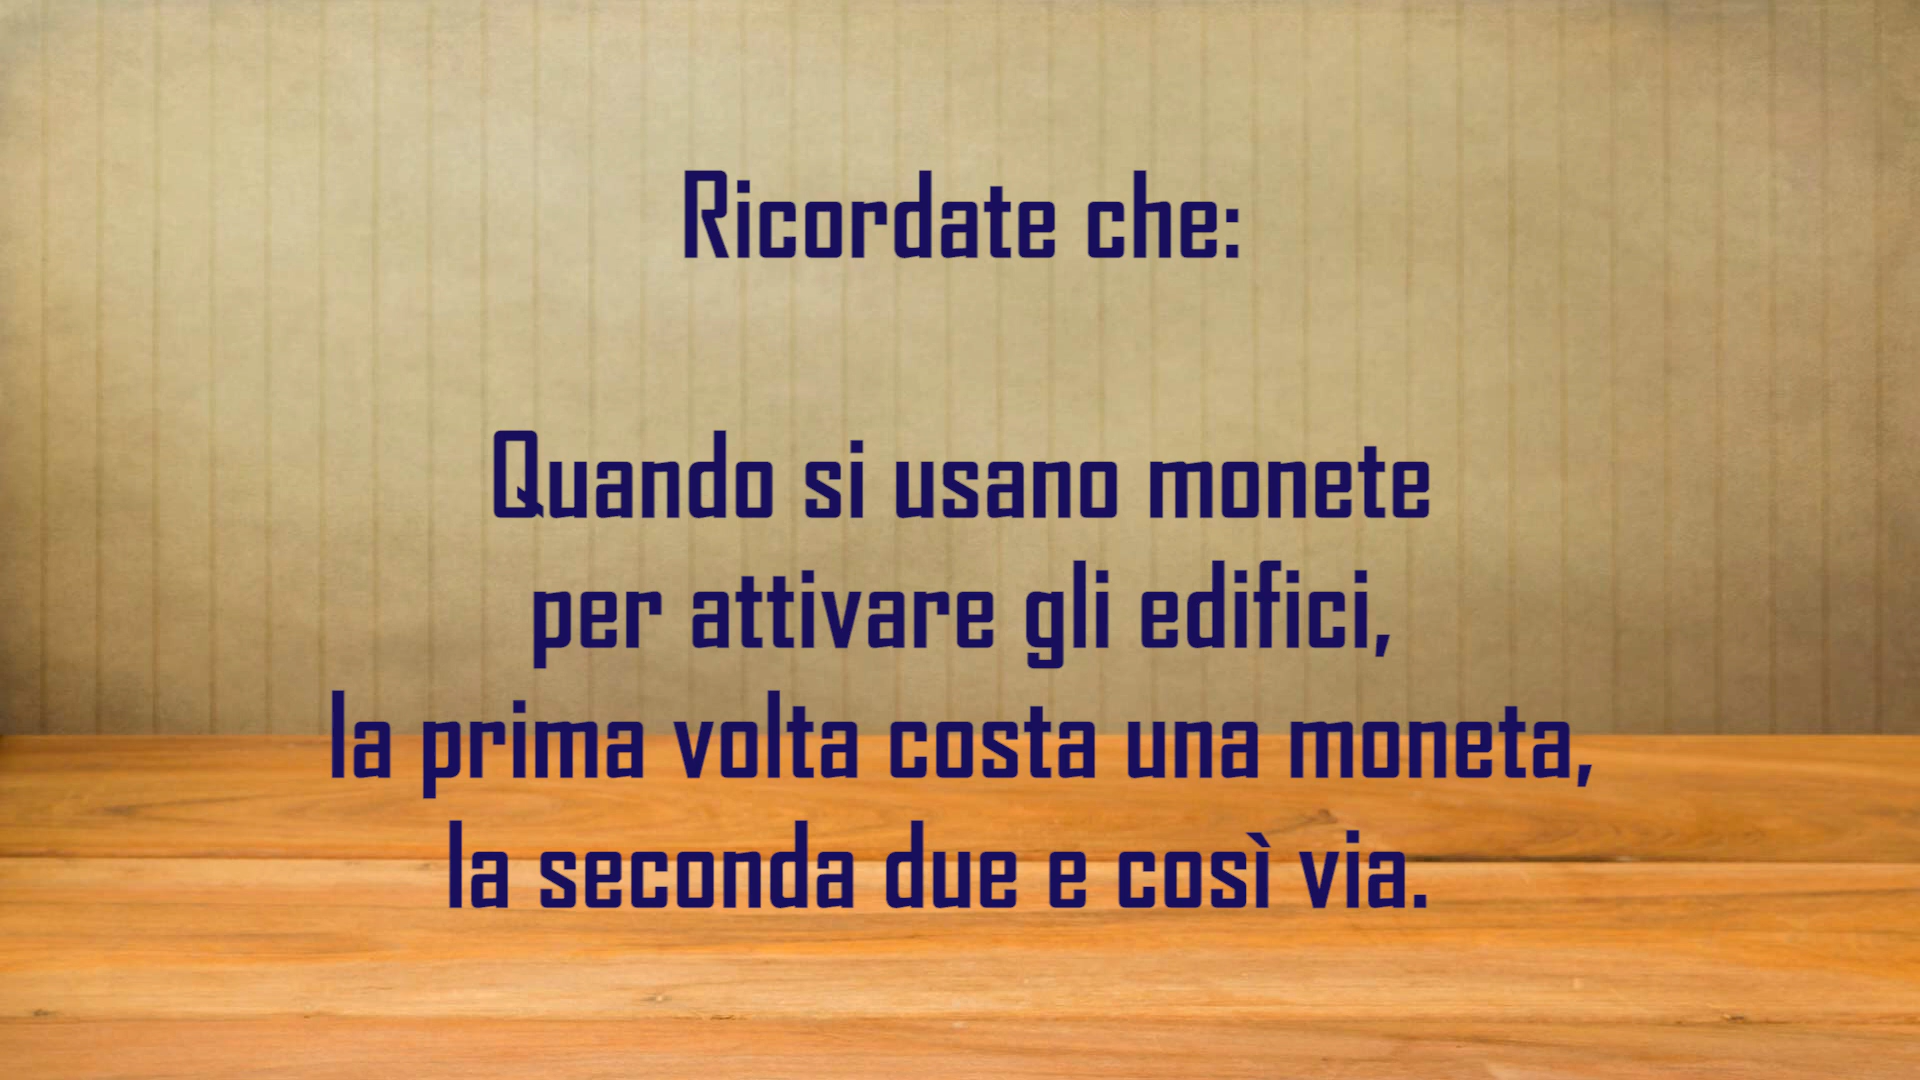 Ricordate che:
Quando si usano monete
per attivare gli edifici,
la prima volta costa una moneta,
la seconda due e così via.